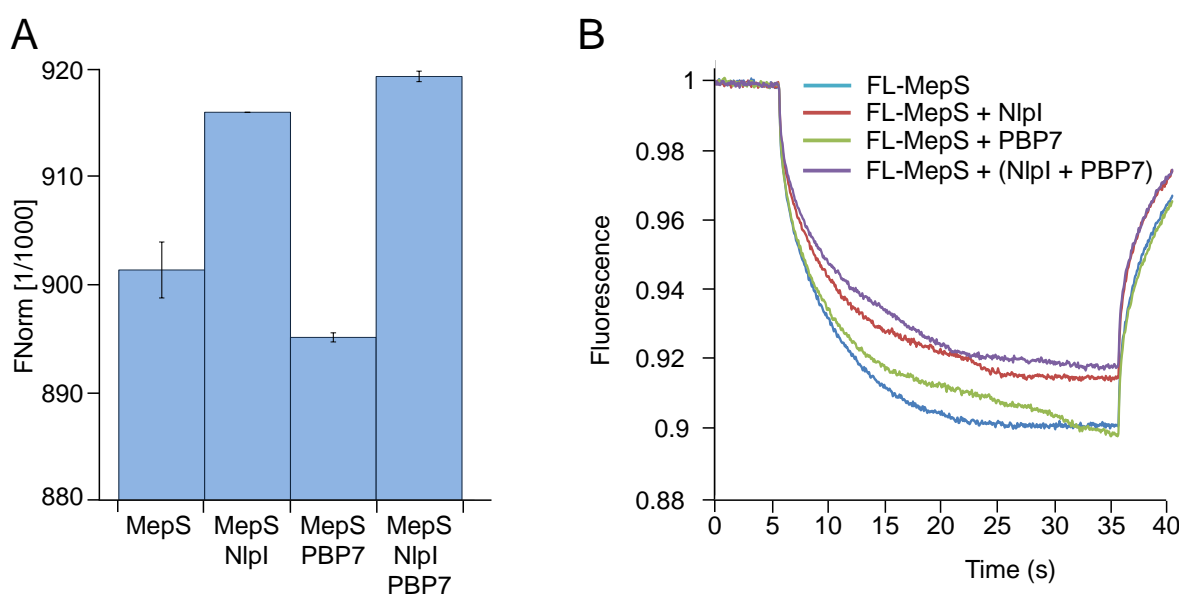 A
FNorm [1/1000]
920
910
900
890
880
MepS
MepS
NlpI
MepS
PBP7
MepS
NlpI
PBP7
B
Fluorescence
1
0.98
0.96
0.94
0.92
0.9
0.88
FL-MepS
FL-MepS + NlpI
FL-MepS + PBP7
FL-MepS + (NlpI + PBP7)
0
5
10
15
20
25
30
35
40
Time (s)